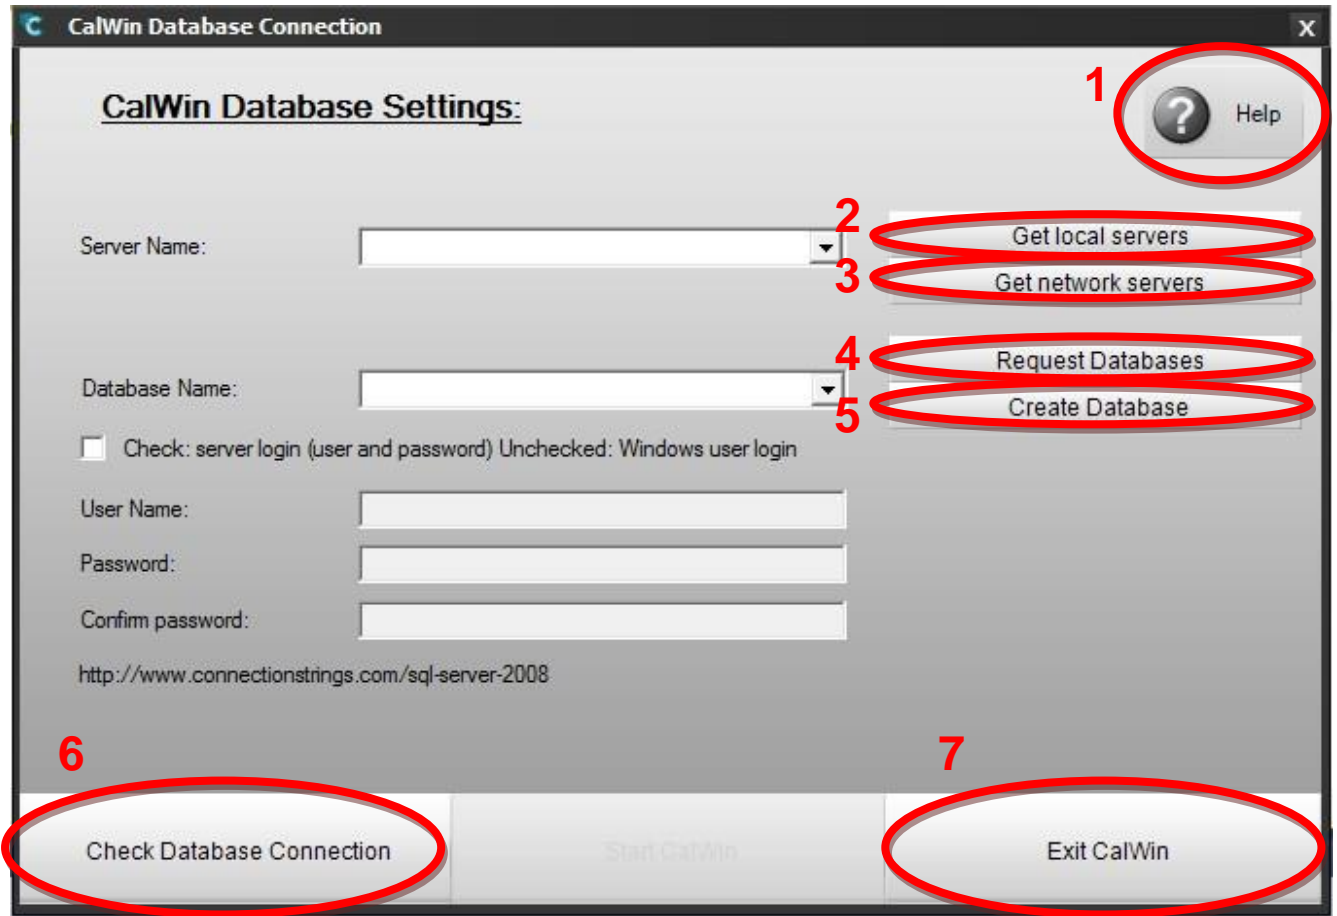 CalWin Database Connection X
1
CalWin Database Settings:
? Help
2
Server Name:
Get local servers
3
Get network servers
4
Request Databases
Database Name:
5
Create Database
Check: server login (user and password) Unchecked: Windows user login
User Name:
Password:
Confirm password:
http://www.connectionstrings.com/sql-server-2008
6 7
Check Database Connection Start CalWin Exit CalWin